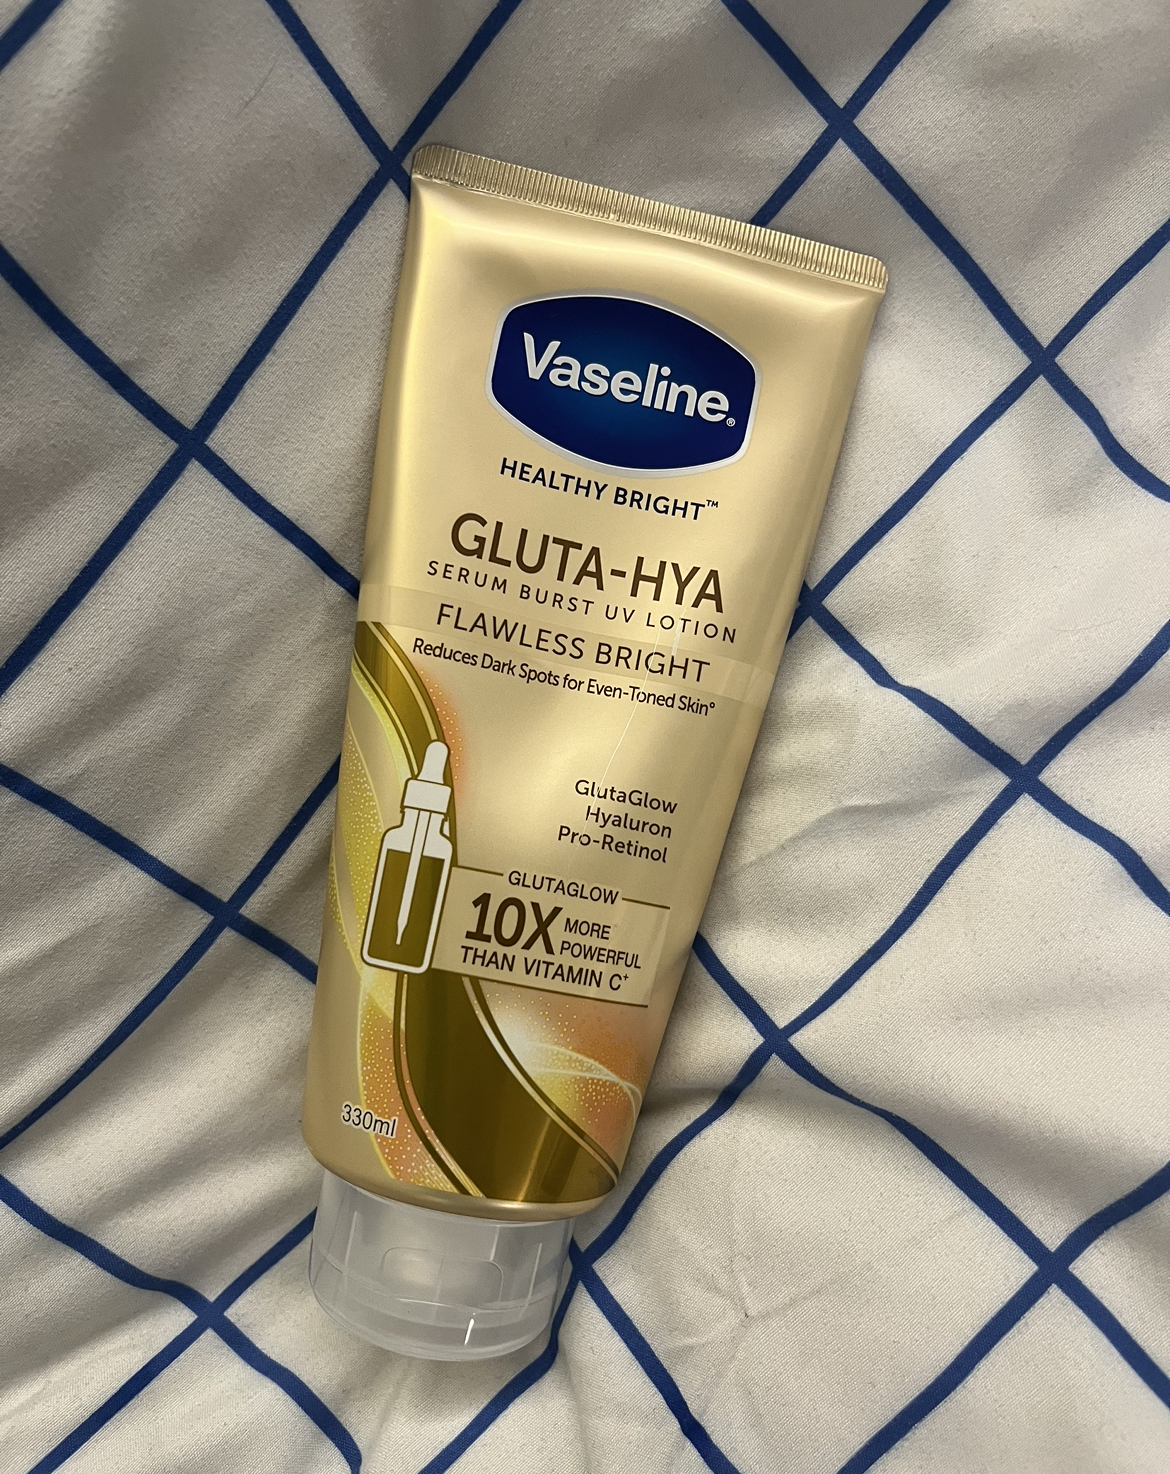 Vaseline®
HEALTHY BRIGHT™
GLUTA-HYA
SERUM BURST UV LOTION
FLAWLESS BRIGHT
Reduces Dark Spots for Even-Toned Skin°
GlutaGlow
Hyaluron
Pro-Retinol
GLUTAGLOW
10X MORE POWERFUL
THAN VITAMIN C⁺
330ml